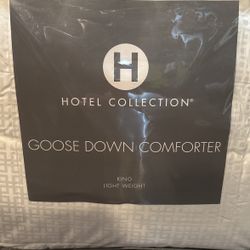 H
HOTEL COLLECTION®
GOOSE DOWN COMFORTER
KING
LIGHT WEIGHT